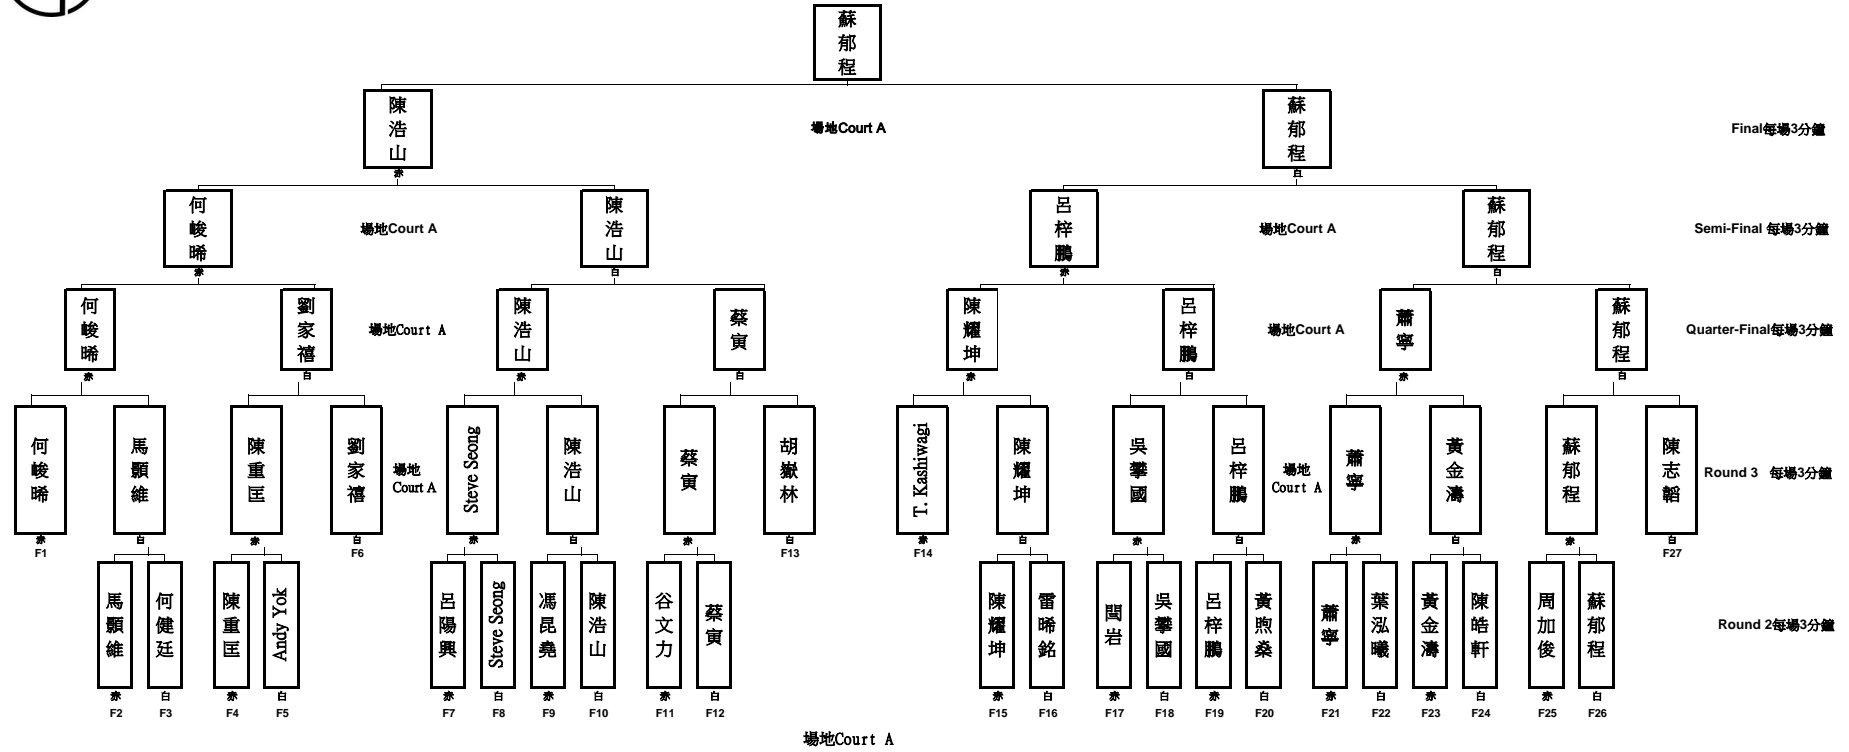 蘇郁程
陳浩山
場地Court A
蘇郁程
Final每場3分鐘
赤
白
何峻晞
場地Court A
陳浩山
呂梓鵬
場地Court A
蘇郁程
Semi-Final 每場3分鐘
赤
白
赤
白
何峻晞
劉家禧
場地Court A
陳浩山
蔡寅
陳耀坤
呂梓鵬
場地Court A
蕭寧
蘇郁程
Quarter-Final每場3分鐘
赤
白
赤
白
赤
白
赤
白
何峻晞
馬顥維
陳重匡
劉家禧
場地
Court A
Steve Seong
陳浩山
蔡寅
胡嶽林
T. Kashiwagi
陳耀坤
吳攀國
呂梓鵬
場地
Court A
蕭寧
黃金濤
蘇郁程
陳志韜
Round 3 每場3分鐘
赤
白
赤
白
赤
白
赤
白
赤
白
赤
白
赤
白
赤
白
F1
F6
F13
F14
F27
馬顥維
何健廷
陳重匡
Andy Yok
呂陽興
Steve Seong
馮昆堯
陳浩山
谷文力
蔡寅
陳耀坤
雷晞銘
閆岩
吳攀國
呂梓鵬
黃煦燊
蕭寧
葉泓曦
黃金濤
陳皓軒
周加俊
蘇郁程
Round 2每場3分鐘
赤
白
赤
白
赤
白
赤
白
赤
白
赤
白
赤
白
赤
白
赤
白
赤
白
赤
白
F2
F3
F4
F5
F7
F8
F9
F10
F11
F12
F15
F16
F17
F18
F19
F20
F21
F22
F23
F24
F25
F26
場地Court A